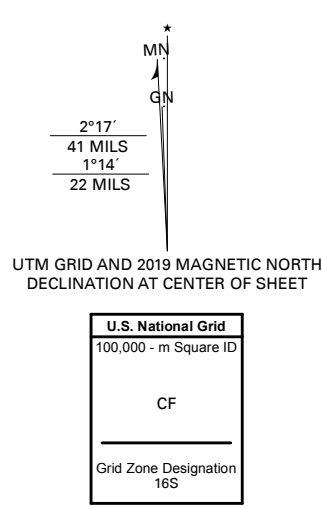 ★
MN
GN
2°17´
41 MILS
1°14´
22 MILS
UTM GRID AND 2019 MAGNETIC NORTH
DECLINATION AT CENTER OF SHEET
U.S. National Grid
100,000 - m Square ID
CF
Grid Zone Designation
16S